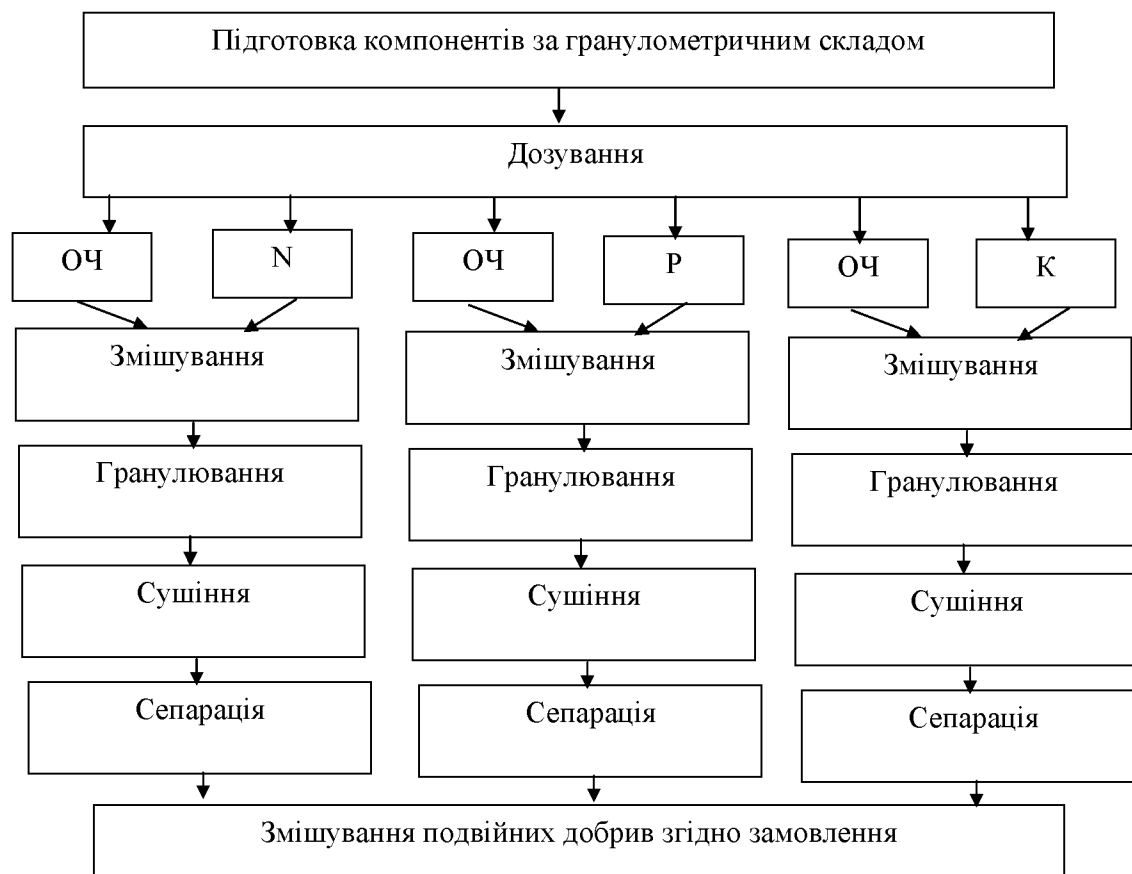 Підготовка компонентів за гранулометричним складом
Дозування
ОЧ
N
ОЧ
Р
ОЧ
К
Змішування
Змішування
Змішування
Гранулювання
Гранулювання
Гранулювання
Сушіння
Сушіння
Сушіння
Сепарація
Сепарація
Сепарація
Змішування подвійних добрив згідно замовлення